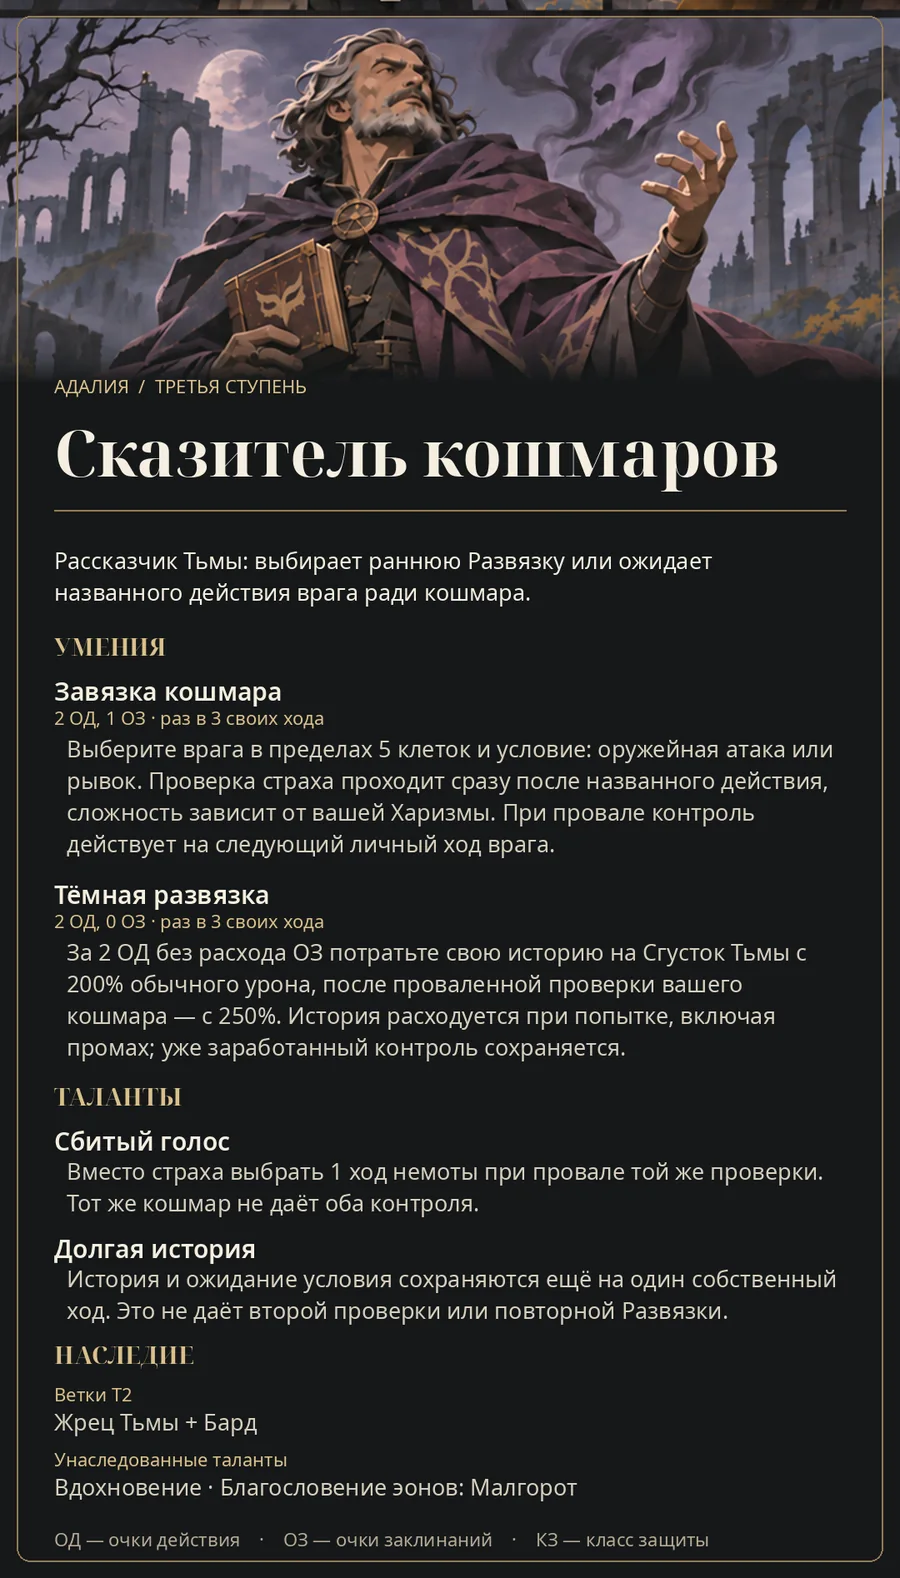 АДАЛИЯ / ТРЕТЬЯ СТУПЕНЬ
Сказитель кошмаров
Рассказчик Тьмы: выбирает раннюю Развязку или ожидает
названного действия врага ради кошмара.
УМЕНИЯ
Завязка кошмара
2 ОД, 1 ОЗ · раз в 3 своих хода
Выберите врага в пределах 5 клеток и условие: оружейная атака или
рывок. Проверка страха проходит сразу после названного действия,
сложность зависит от вашей Харизмы. При провале контроль
действует на следующий личный ход врага.
Тёмная развязка
2 ОД, 0 ОЗ · раз в 3 своих хода
За 2 ОД без расхода ОЗ потратьте свою историю на Сгусток Тьмы с
200% обычного урона, после проваленной проверки вашего
кошмара — с 250%. История расходуется при попытке, включая
промах; уже заработанный контроль сохраняется.
ТАЛАНТЫ
Сбитый голос
Вместо страха выбрать 1 ход немоты при провале той же проверки.
Тот же кошмар не даёт оба контроля.
Долгая история
История и ожидание условия сохраняются ещё на один собственный
ход. Это не даёт второй проверки или повторной Развязки.
НАСЛЕДИЕ
Ветки Т2
Жрец Тьмы + Бард
Унаследованные таланты
Вдохновение · Благословение эонов: Малгорот
ОД — очки действия · ОЗ — очки заклинаний · КЗ — класс защиты